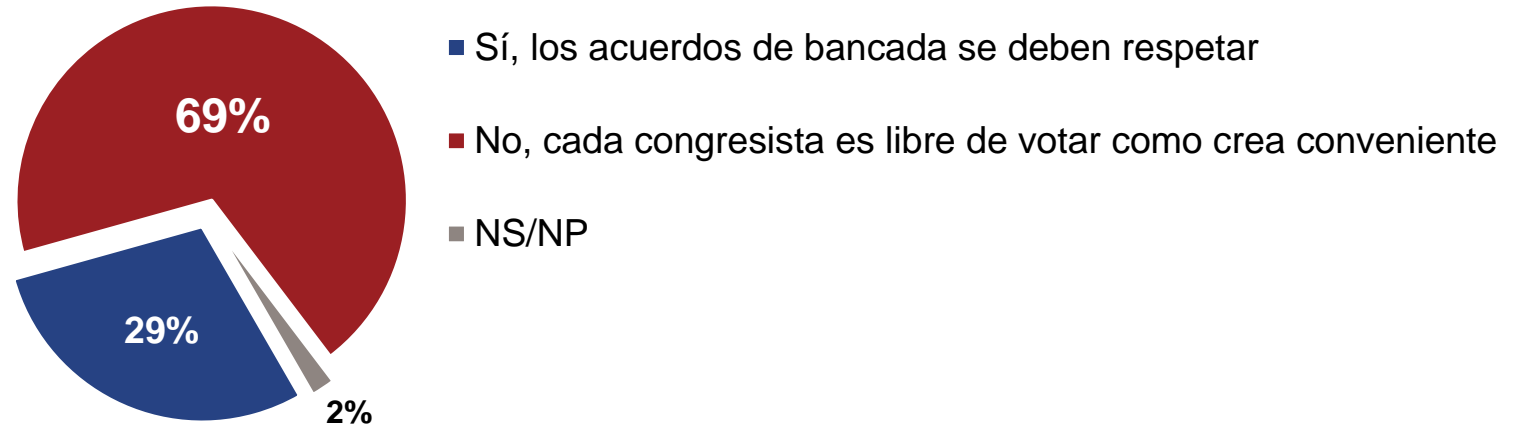 69%
29%
2%
Sí, los acuerdos de bancada se deben respetar
No, cada congresista es libre de votar como crea conveniente
NS/NP